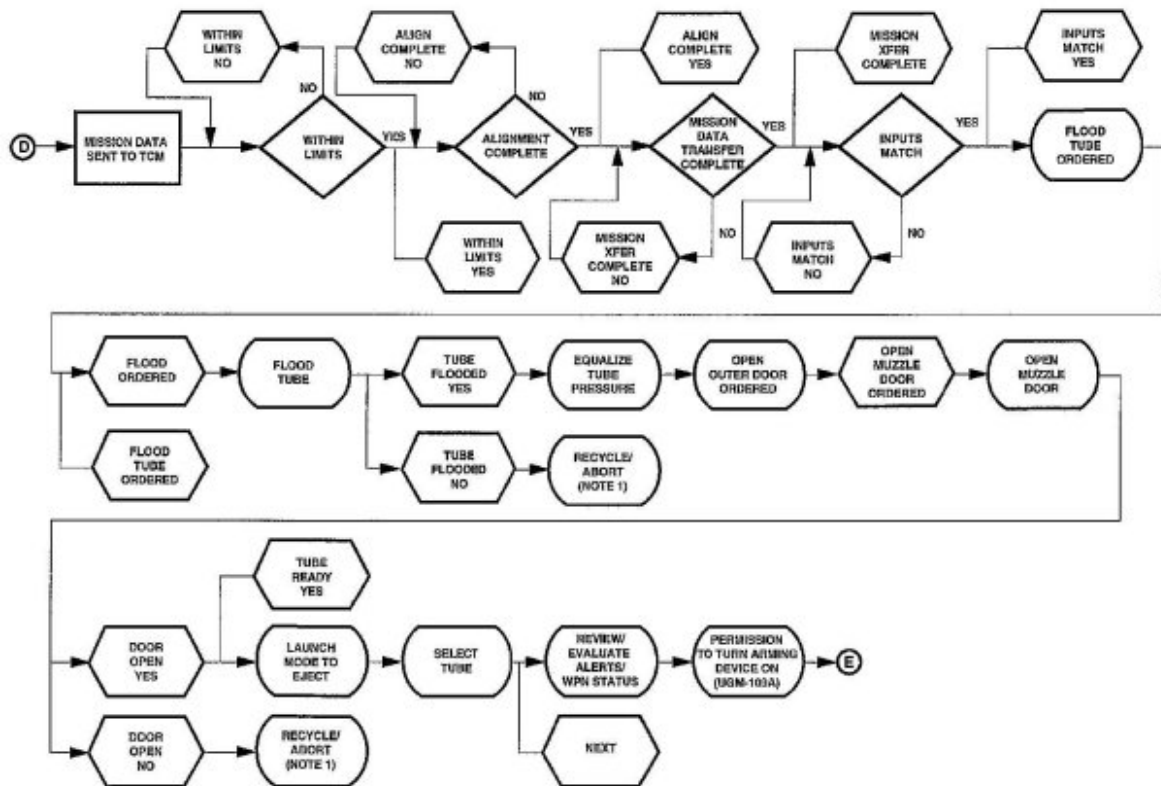 WITHIN
LIMITS
NO
ALIGN
COMPLETE
NO
ALIGN
COMPLETE
YES
MISSION
XFER
COMPLETE
INPUTS
MATCH
YES
NO
NO
D
MISSION DATA
SENT TO TCM
WITHIN
LIMITS
YES
ALIGNMENT
COMPLETE
YES
MISSION
DATA
TRANSFER
COMPLETE
YES
INPUTS
MATCH
YES
FLOOD
TUBE
ORDERED
WITHIN
LIMITS
YES
MISSION
XFER
COMPLETE
NO
NO
INPUTS
MATCH
NO
NO
FLOOD
ORDERED
FLOOD
TUBE
TUBE
FLOODED
YES
EQUALIZE
TUBE
PRESSURE
OPEN
OUTER DOOR
ORDERED
OPEN
MUZZLE
DOOR
ORDERED
OPEN
MUZZLE
DOOR
FLOOD
TUBE
ORDERED
TUBE
FLOODED
NO
RECYCLE/
ABORT
(NOTE 1)
TUBE
READY
YES
DOOR
OPEN
YES
LAUNCH
MODE TO
EJECT
SELECT
TUBE
REVIEW/
EVALUATE
ALERTS/
WPN STATUS
PERMISSION
TO TURN ARMING
DEVICE ON
(UGM-109A)
E
DOOR
OPEN
NO
RECYCLE/
ABORT
(NOTE 1)
NEXT